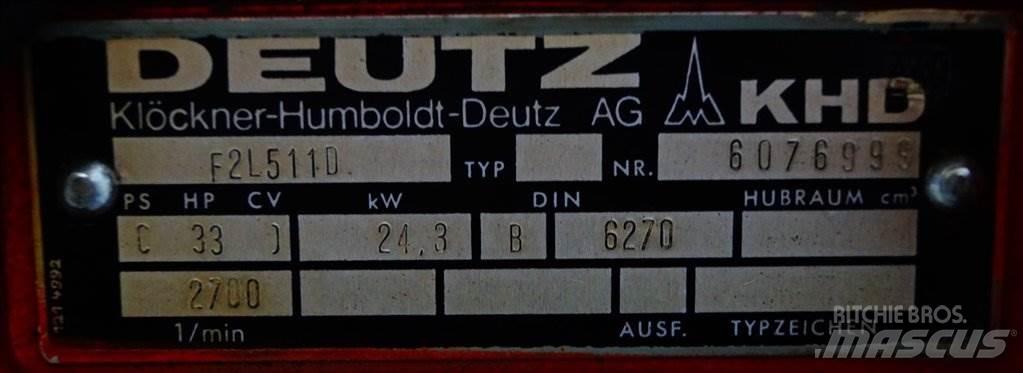 DEUTZ
Klöckner-Humboldt-Deutz AG KHD
F2L511D TYP NR. 6076999
PS HP CV kW DIN HUBRAUM cm³
( 33 ) 24,3 B 6270
2700
1/min AUSF. TYPZEICHEN
RITCHIE BROS.
MASCUS